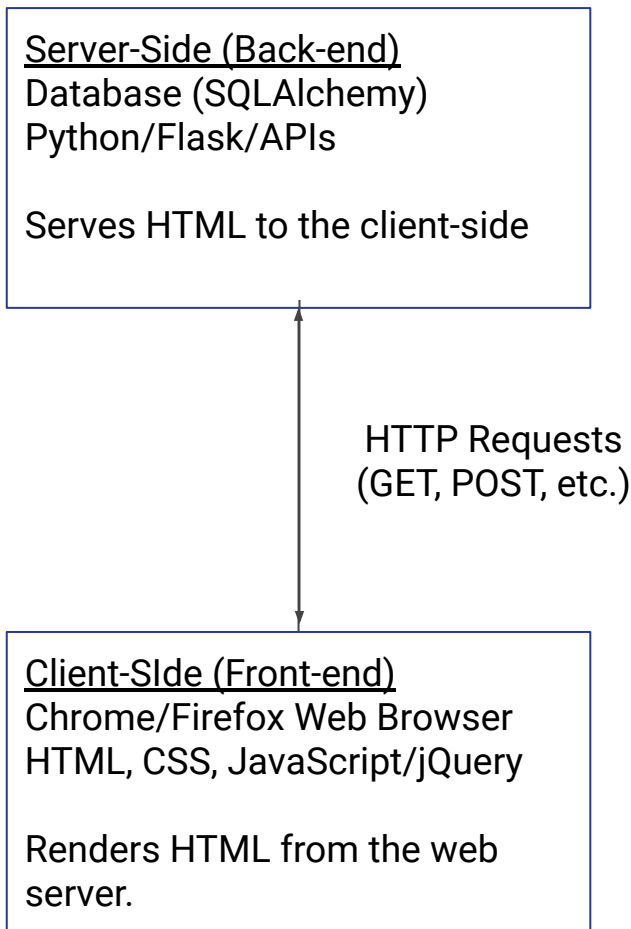 Server-Side (Back-end)
Database (SQLAlchemy)
Python/Flask/APIs
Serves HTML to the client-side
HTTP Requests
(GET, POST, etc.)
Client-SIde (Front-end)
Chrome/Firefox Web Browser
HTML, CSS, JavaScript/jQuery
Renders HTML from the web
server.